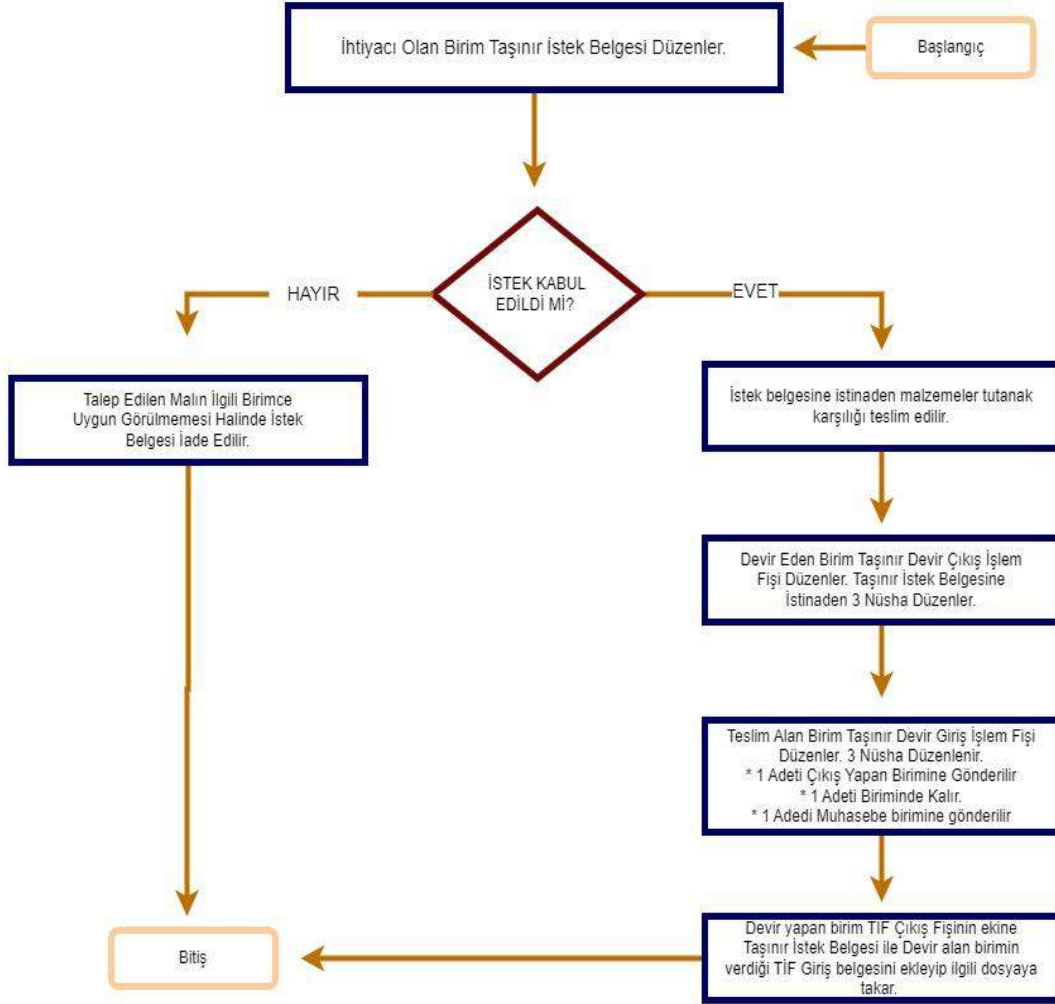 İhtiyacı Olan Birim Taşınır İstek Belgesi Düzenler.
Başlangıç
İSTEK KABUL
EDİLDİ Mİ?
HAYIR
EVET
Talep Edilen Malın İlgili Birimce
Uygun Görülmemesi Halinde İstek
Belgesi İade Edilir.
İstek belgesine istinaden malzemeler tutanak
karşılığı teslim edilir.
Devir Eden Birim Taşınır Devir Çıkış İşlem
Fişi Düzenler. Taşınır İstek Belgesine
İstinaden 3 Nüsha Düzenler.
Teslim Alan Birim Taşınır Devir Giriş İşlem Fişi
Düzenler. 3 Nüsha Düzenlenir.
* 1 Adeti Çıkış Yapan Birimine Gönderilir
* 1 Adeti Biriminde Kalır.
* 1 Adedi Muhasebe birimine gönderilir
Devir yapan birim TİF Çıkış Fişinin ekine
Taşınır İstek Belgesi ile Devir alan birimin
verdiği TİF Giriş belgesini ekleyip ilgili dosyaya
takar.
Bitiş